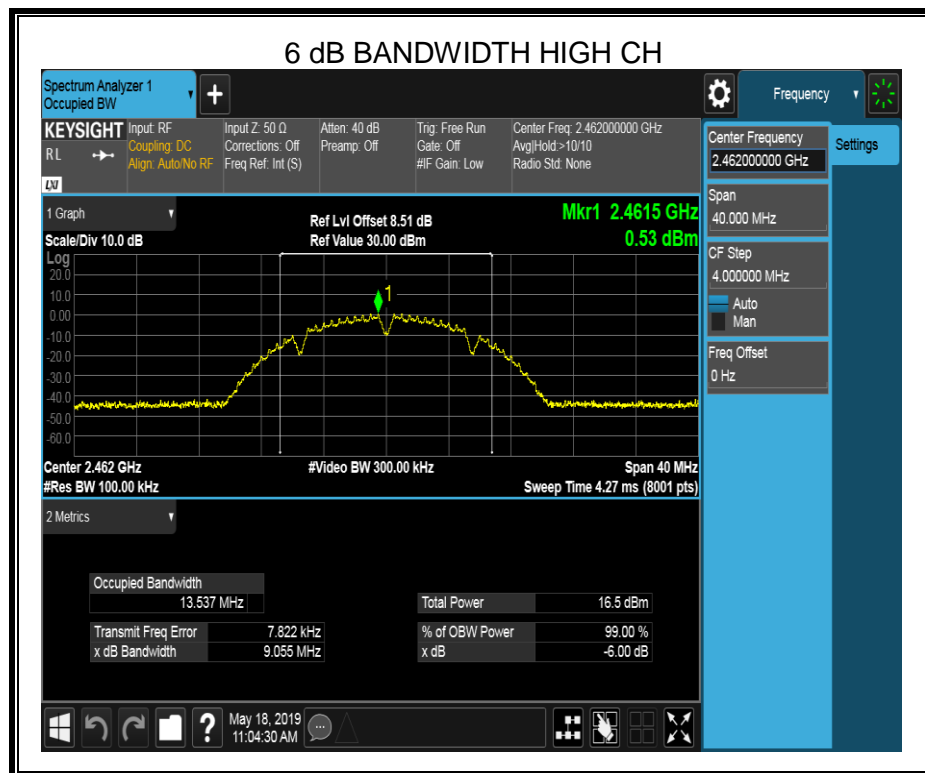 6 dB BANDWIDTH HIGH CH
Spectrum Analyzer 1
Occupied BW
+
Frequency
KEYSIGHT
RL
LXI
Input: RF
Coupling: DC
Align: Auto/No RF
Input Z: 50 Ω
Corrections: Off
Freq Ref: Int (S)
Atten: 40 dB
Preamp: Off
Trig: Free Run
Gate: Off
#IF Gain: Low
Center Freq: 2.462000000 GHz
Avg|Hold:>10/10
Radio Std: None
Center Frequency
2.462000000 GHz
Settings
Span
40.000 MHz
CF Step
4.000000 MHz
Auto
Man
Freq Offset
0 Hz
1 Graph
Scale/Div 10.0 dB
Ref Lvl Offset 8.51 dB
Ref Value 30.00 dBm
Mkr1 2.4615 GHz
0.53 dBm
Log
20.0
10.0
0.00
-10.0
-20.0
-30.0
-40.0
-50.0
-60.0
1
Center 2.462 GHz
#Res BW 100.00 kHz
#Video BW 300.00 kHz
Span 40 MHz
Sweep Time 4.27 ms (8001 pts)
2 Metrics
Occupied Bandwidth
13.537 MHz
Total Power 16.5 dBm
Transmit Freq Error 7.822 kHz
% of OBW Power 99.00 %
x dB Bandwidth 9.055 MHz
x dB -6.00 dB
?
May 18, 2019
11:04:30 AM